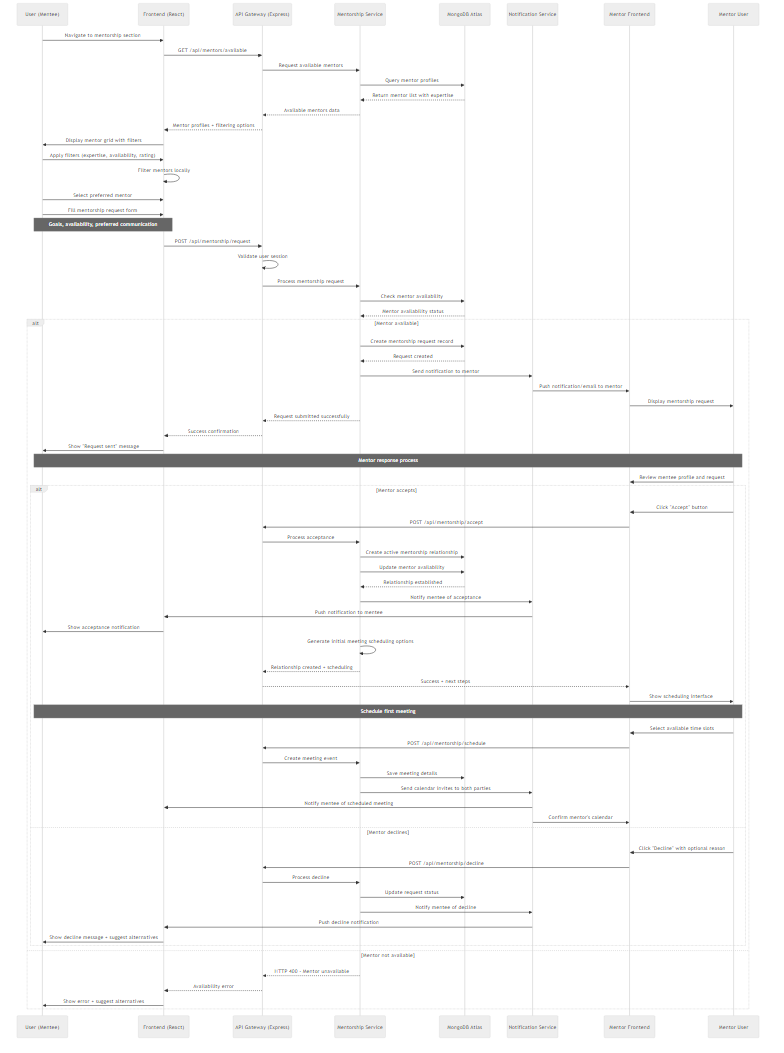 User (Mentee)
Frontend (React)
API Gateway (Express)
Mentorship Service
MongoDB Atlas
Notification Service
Mentor Frontend
Mentor User
Navigate to mentorship section
GET /api/mentors/available
Request available mentors
Query mentor profiles
Return mentor list with expertise
Available mentors data
Mentor profiles + filtering options
Display mentor grid with filters
Apply filters (expertise, availability, rating)
Filter mentors locally
Select preferred mentor
Fill mentorship request form
Goals, availability, preferred communication
POST /api/mentorship/request
Validate user session
Process mentorship request
Check mentor availability
Mentor availability status
alt
[Mentor available]
Create mentorship request record
Request created
Send notification to mentor
Push notification/email to mentor
Display mentorship request
Request submitted successfully
Success confirmation
Show "Request sent" message
Mentor response process
Review mentee profile and request
alt
[Mentor accepts]
Click "Accept" button
POST /api/mentorship/accept
Process acceptance
Create active mentorship relationship
Update mentor availability
Relationship established
Notify mentee of acceptance
Push notification to mentee
Show acceptance notification
Generate initial meeting scheduling options
Relationship created + scheduling
Success + next steps
Show scheduling interface
Schedule first meeting
Select available time slots
POST /api/mentorship/schedule
Create meeting event
Save meeting details
Send calendar invites to both parties
Notify mentee of scheduled meeting
Confirm mentor's calendar
[Mentor declines]
Click "Decline" with optional reason
POST /api/mentorship/decline
Process decline
Update request status
Notify mentee of decline
Push decline notification
Show decline message + suggest alternatives
[Mentor not available]
HTTP 400 - Mentor unavailable
Availability error
Show error + suggest alternatives
User (Mentee)
Frontend (React)
API Gateway (Express)
Mentorship Service
MongoDB Atlas
Notification Service
Mentor Frontend
Mentor User